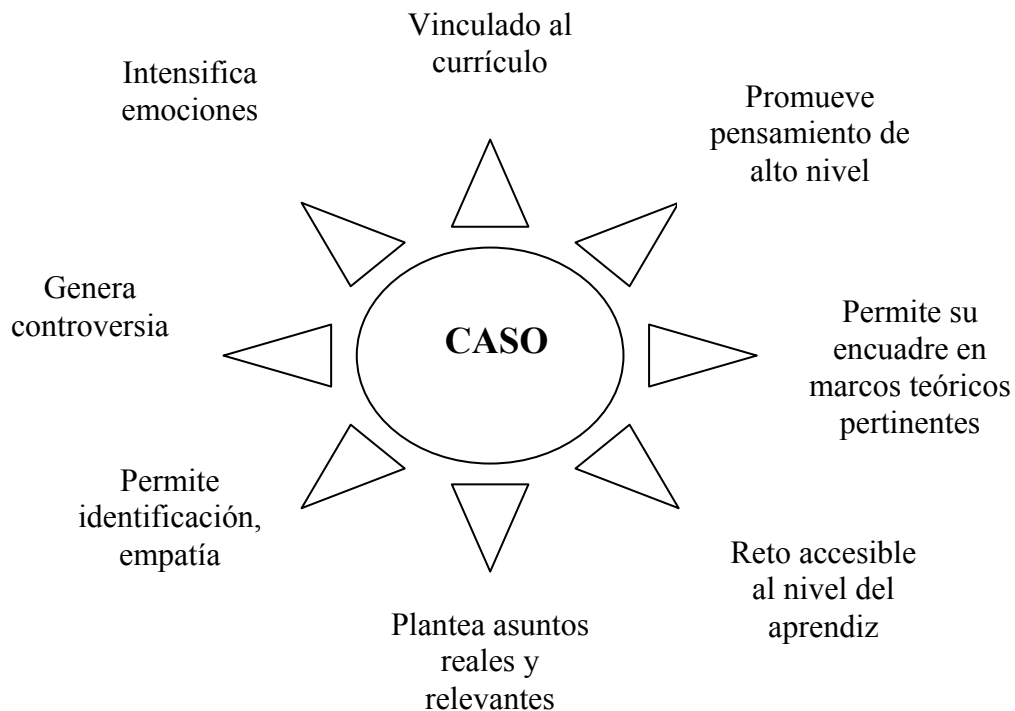 Vinculado al
currículo
Intensifica
emociones
Promueve
pensamiento de
alto nivel
Genera
controversia
CASO
Permite su
encuadre en
marcos teóricos
pertinentes
Permite
identificación,
empatía
Reto accesible
al nivel del
aprendiz
Plantea asuntos
reales y
relevantes